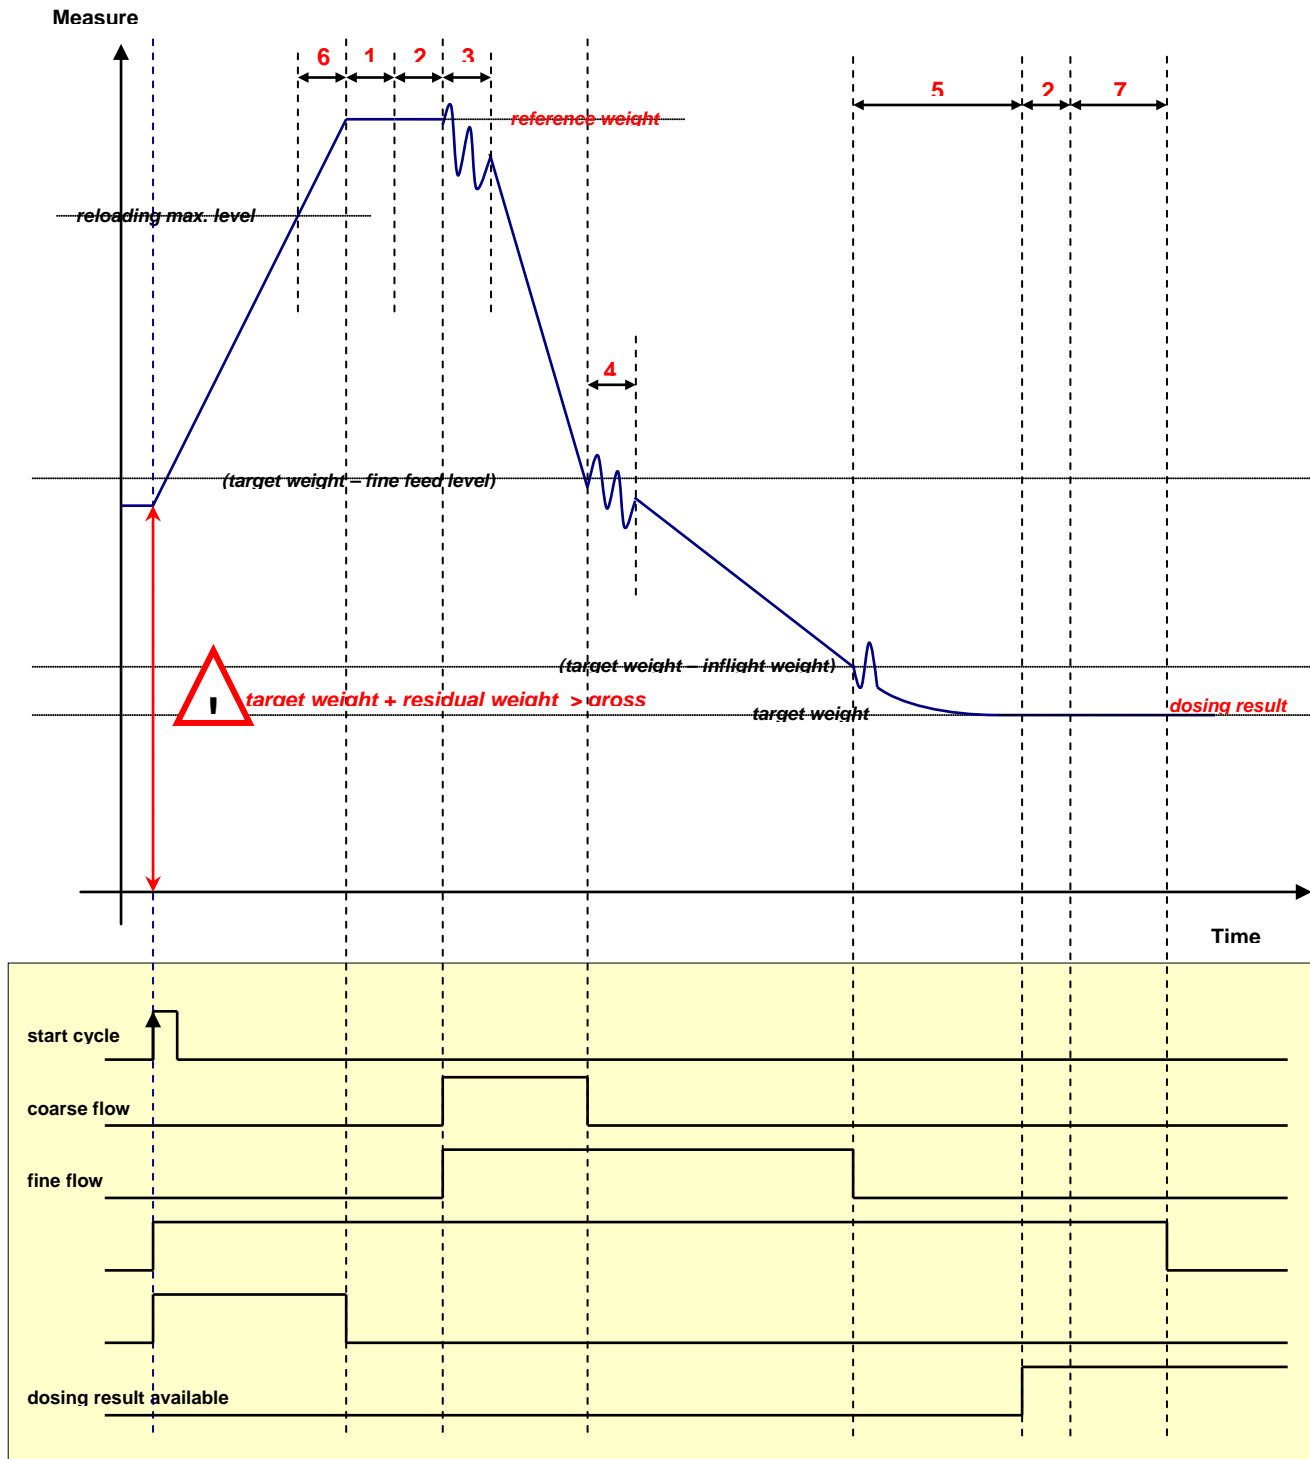 Measure
6 1 2 3
5 2 7
reference weight
reloading max. level
4
(target weight – fine feed level)
(target weight – inflight weight)
! target weight + residual weight > gross
target weight
dosing result
Time
start cycle
coarse flow
fine flow
dosing result available